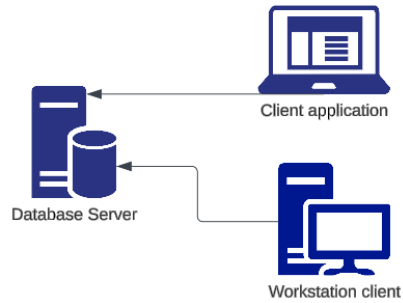 Client application
Database Server
Workstation client